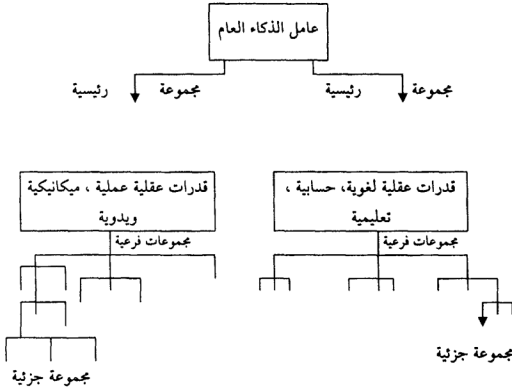 عامل الذكاء العام
مجموعة رئيسية
مجموعة رئيسية
قدرات عقلية لغوية، حسابية ،
تعليمية
قدرات عقلية عملية ، ميكانيكية
ويدوية
مجموعات فرعية
مجموعات فرعية
مجموعة جزئية
مجموعة جزئية